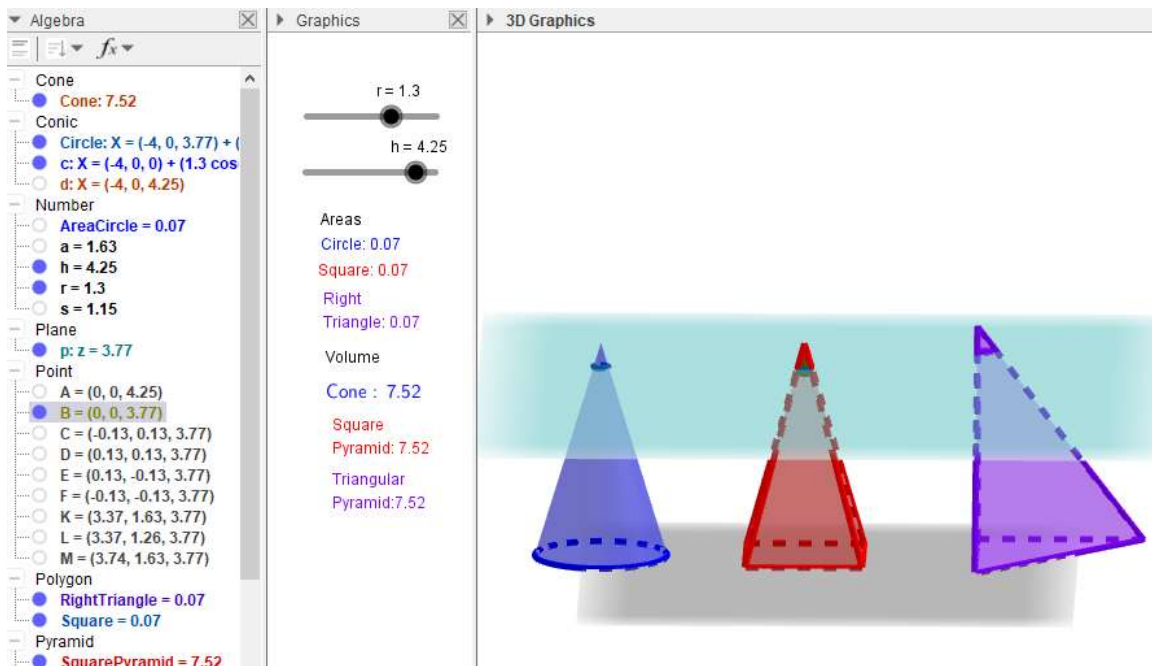 Algebra
Graphics
3D Graphics
fx
Cone
Cone: 7.52
Conic
Circle: X = (-4, 0, 3.77) + (
c: X = (-4, 0, 0) + (1.3 cos
d: X = (-4, 0, 4.25)
Number
AreaCircle = 0.07
a = 1.63
h = 4.25
r = 1.3
s = 1.15
Plane
p: z = 3.77
Point
A = (0, 0, 4.25)
B = (0, 0, 3.77)
C = (-0.13, 0.13, 3.77)
D = (0.13, 0.13, 3.77)
E = (0.13, -0.13, 3.77)
F = (-0.13, -0.13, 3.77)
K = (3.37, 1.63, 3.77)
L = (3.37, 1.26, 3.77)
M = (3.74, 1.63, 3.77)
Polygon
RightTriangle = 0.07
Square = 0.07
Pyramid
SquarePyramid = 7.52
r = 1.3
h = 4.25
Areas
Circle: 0.07
Square: 0.07
Right
Triangle: 0.07
Volume
Cone : 7.52
Square
Pyramid: 7.52
Triangular
Pyramid:7.52